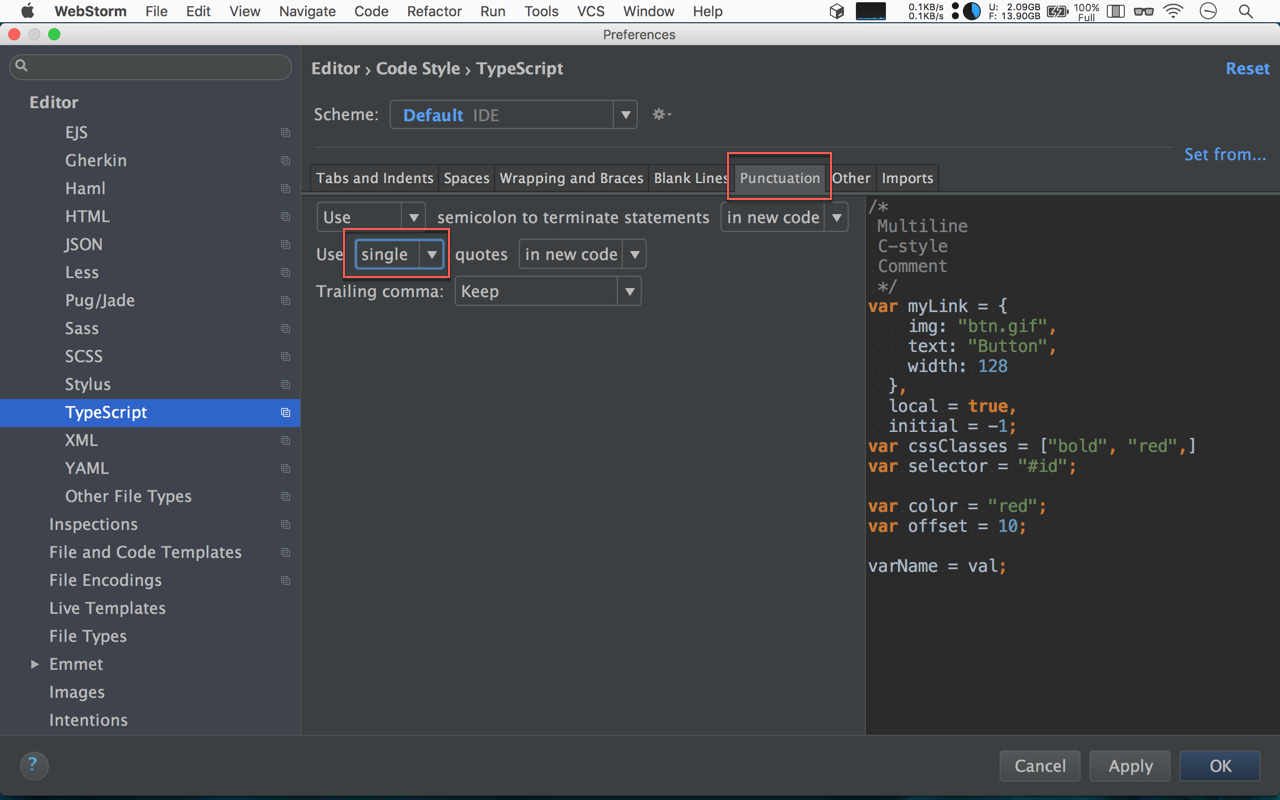 WebStorm File Edit View Navigate Code Refactor Run Tools VCS Window Help 0.1KB/s 0.1KB/s U: 2.09GB F: 13.90GB 100% Full
Preferences
Editor › Code Style › TypeScript Reset
Scheme: Default IDE
Set from...
Tabs and Indents Spaces Wrapping and Braces Blank Lines Punctuation Other Imports
Use semicolon to terminate statements in new code
Use single quotes in new code
Trailing comma: Keep
Editor
EJS
Gherkin
Haml
HTML
JSON
Less
Pug/Jade
Sass
SCSS
Stylus
TypeScript
XML
YAML
Other File Types
Inspections
File and Code Templates
File Encodings
Live Templates
File Types
Emmet
Images
Intentions
/*
Multiline
C-style
Comment
*/
var myLink = {
img: "btn.gif",
text: "Button",
width: 128
},
local = true,
initial = -1;
var cssClasses = ["bold", "red",]
var selector = "#id";
var color = "red";
var offset = 10;
varName = val;
? Cancel Apply OK